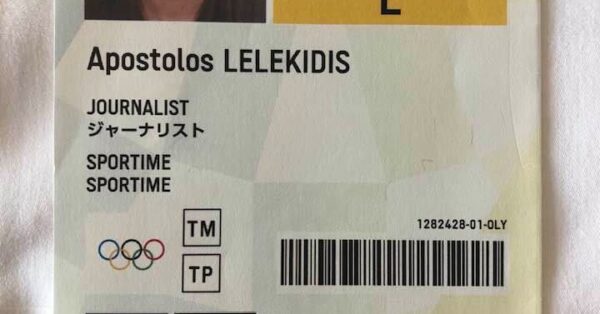 E
Apostolos LELEKIDIS
JOURNALIST
ジャーナリスト
SPORTIME
SPORTIME
TM
TP
1282428-01-OLY